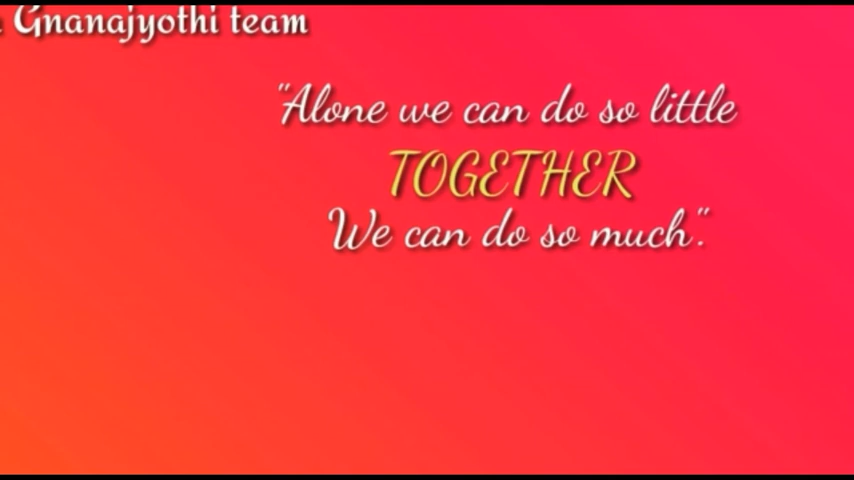 Gnanajyothi team
"Alone we can do so little
TOGETHER
We can do so much".